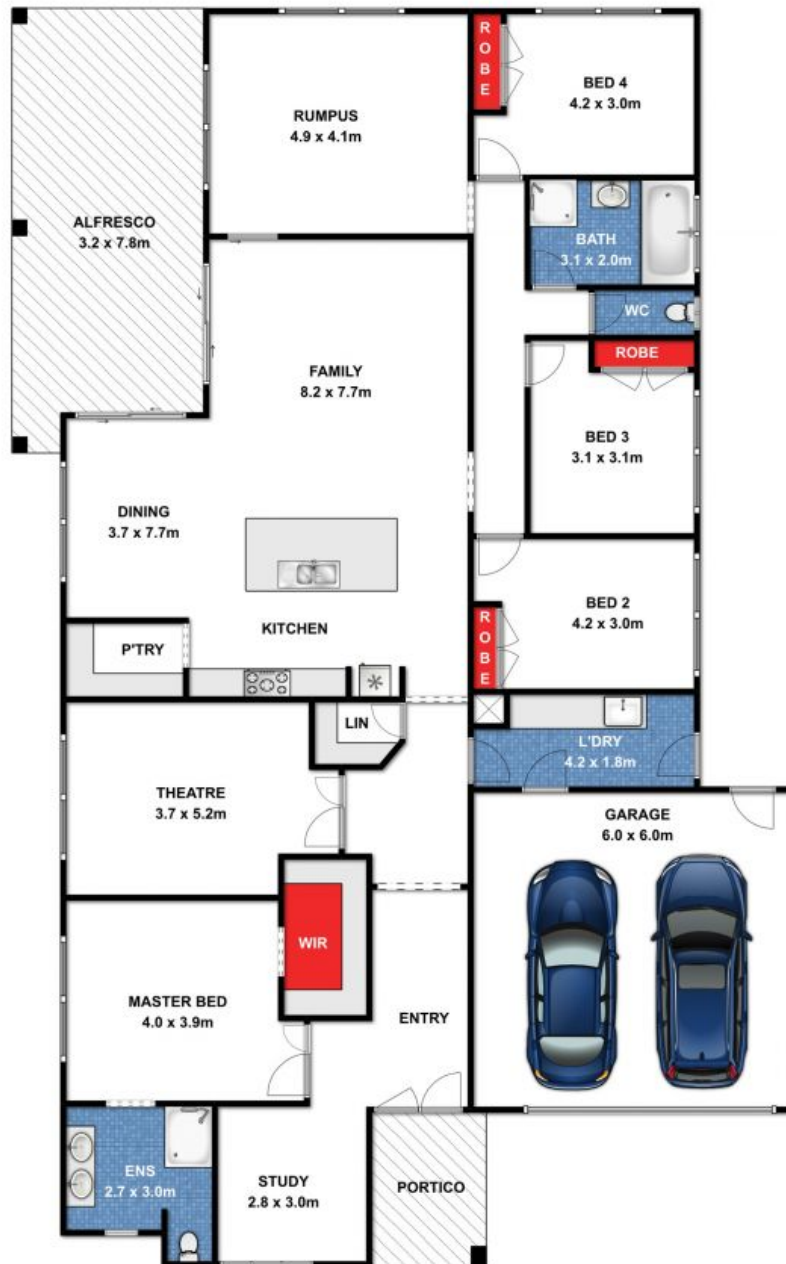 ROBE
BED 4
4.2 x 3.0m
RUMPUS
4.9 x 4.1m
ALFRESCO
3.2 x 7.8m
BATH
3.1 x 2.0m
WC
ROBE
FAMILY
8.2 x 7.7m
BED 3
3.1 x 3.1m
DINING
3.7 x 7.7m
KITCHEN
P'TRY
BED 2
4.2 x 3.0m
ROBE
LIN
L'DRY
4.2 x 1.8m
THEATRE
3.7 x 5.2m
GARAGE
6.0 x 6.0m
WIR
MASTER BED
4.0 x 3.9m
ENTRY
ENS
2.7 x 3.0m
STUDY
2.8 x 3.0m
PORTICO